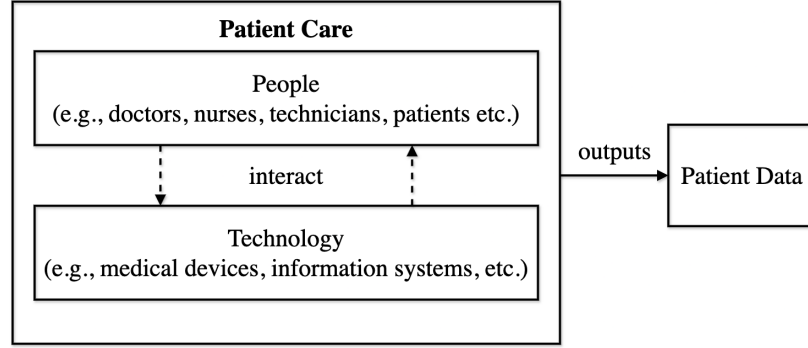 Patient Care
People
(e.g., doctors, nurses, technicians, patients etc.)
interact
Technology
(e.g., medical devices, information systems, etc.)
outputs
Patient Data